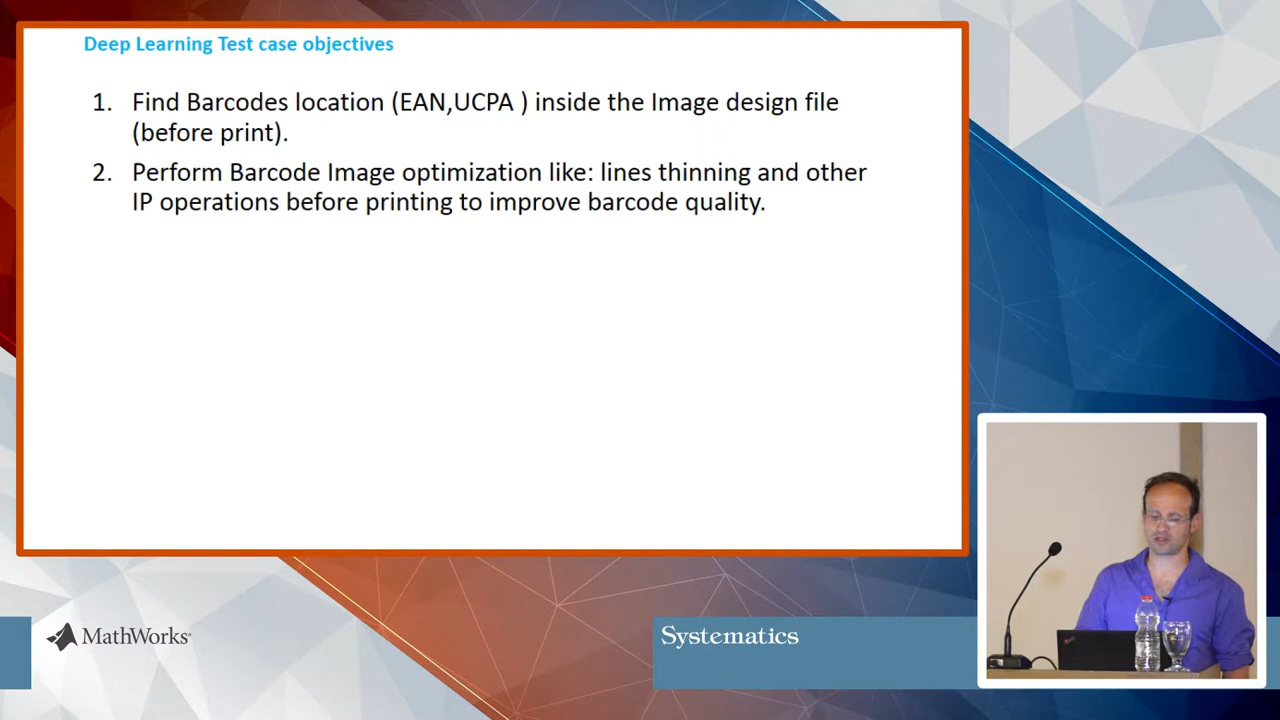 Deep Learning Test case objectives
1. Find Barcodes location (EAN,UCPA ) inside the Image design file
(before print).
2. Perform Barcode Image optimization like: lines thinning and other
IP operations before printing to improve barcode quality.
MathWorks®
Systematics